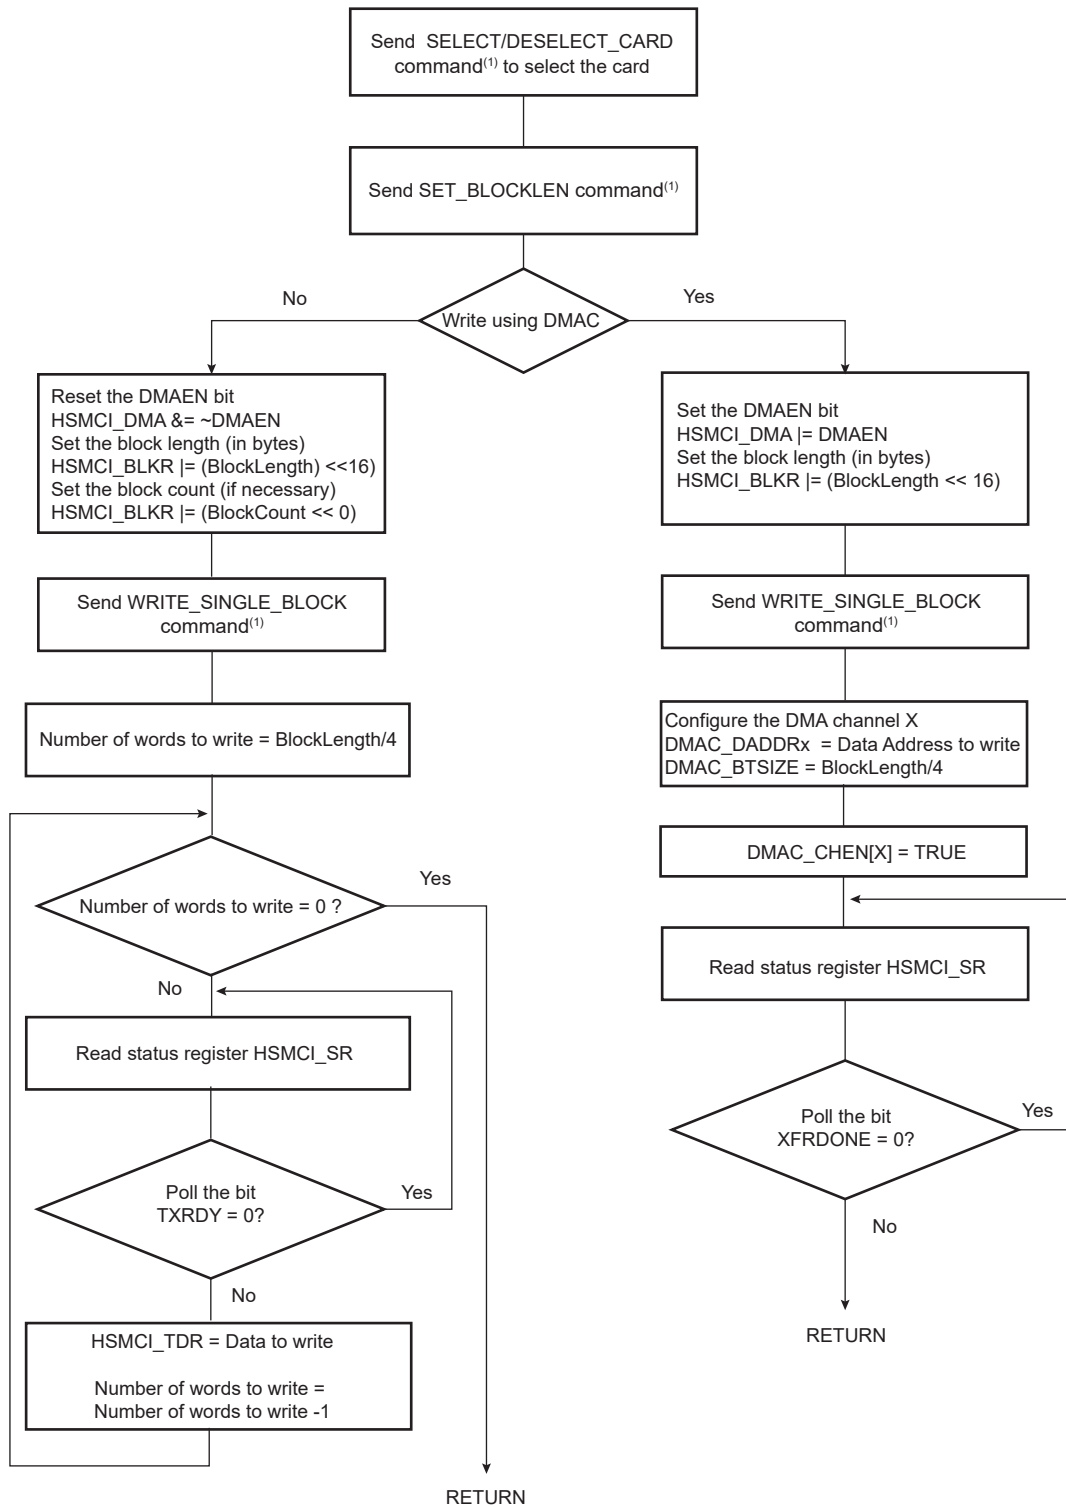 Send  SELECT/DESELECT_CARD
command(1) to select the card
Send SET_BLOCKLEN command(1)
No
Yes
Write using DMAC
Reset the DMAEN bit
HSMCI_DMA &= ~DMAEN
Set the block length (in bytes)
HSMCI_BLKR |= (BlockLength) <<16)
Set the block count (if necessary)
HSMCI_BLKR |= (BlockCount << 0)
Set the DMAEN bit
HSMCI_DMA |= DMAEN
Set the block length (in bytes)
HSMCI_BLKR |= (BlockLength << 16)
Send WRITE_SINGLE_BLOCK
command(1)
Send WRITE_SINGLE_BLOCK
command(1)
Number of words to write = BlockLength/4
Configure the DMA channel X
DMAC_DADDRx  = Data Address to write
DMAC_BTSIZE = BlockLength/4
DMAC_CHEN[X] = TRUE
Number of words to write = 0 ?
Yes
No
Read status register HSMCI_SR
Read status register HSMCI_SR
Poll the bit
TXRDY = 0?
Yes
No
Poll the bit
XFRDONE = 0?
Yes
No
HSMCI_TDR = Data to write
Number of words to write =
Number of words to write -1
RETURN
RETURN